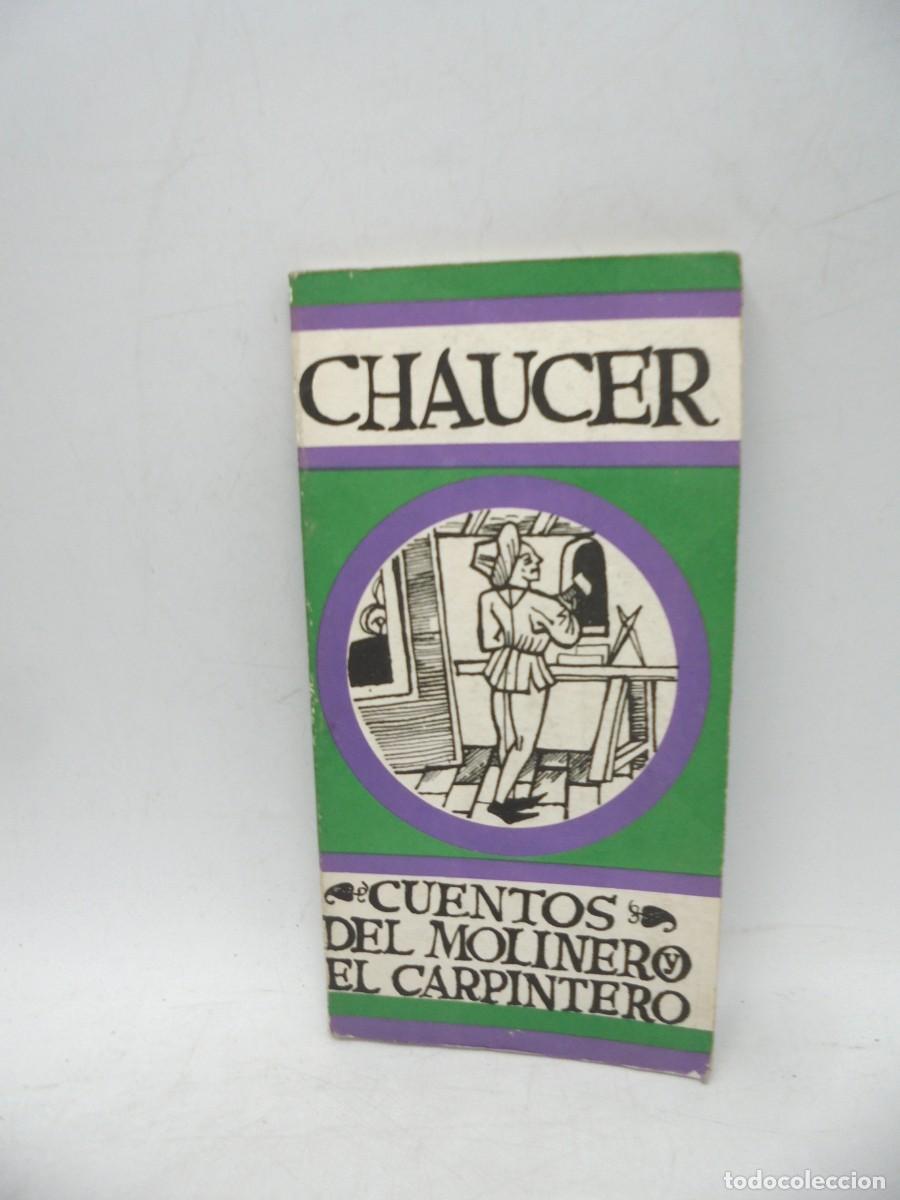 CHAUCER
CUENTOS
DEL MOLINERO y
EL CARPINTERO
todocoleccion